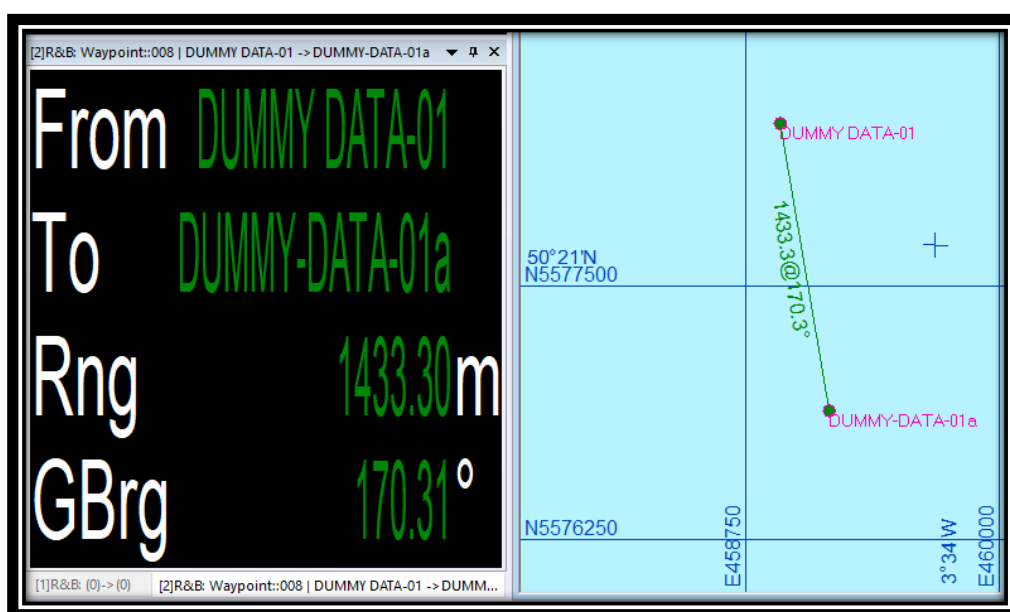 [2]R&B: Waypoint::008 | DUMMY DATA-01 -> DUMMY-DATA-01a
From DUMMY DATA-01
To DUMMY-DATA-01a
Rng 1433.30m
GBrg 170.31°
[1]R&B: (0)-> (0)
[2]R&B: Waypoint::008 | DUMMY DATA-01 -> DUMM...
DUMMY DATA-01
1433.3@170.3°
50°21'N
N5577500
DUMMY-DATA-01a
N5576250
E458750
3°34'W
E460000